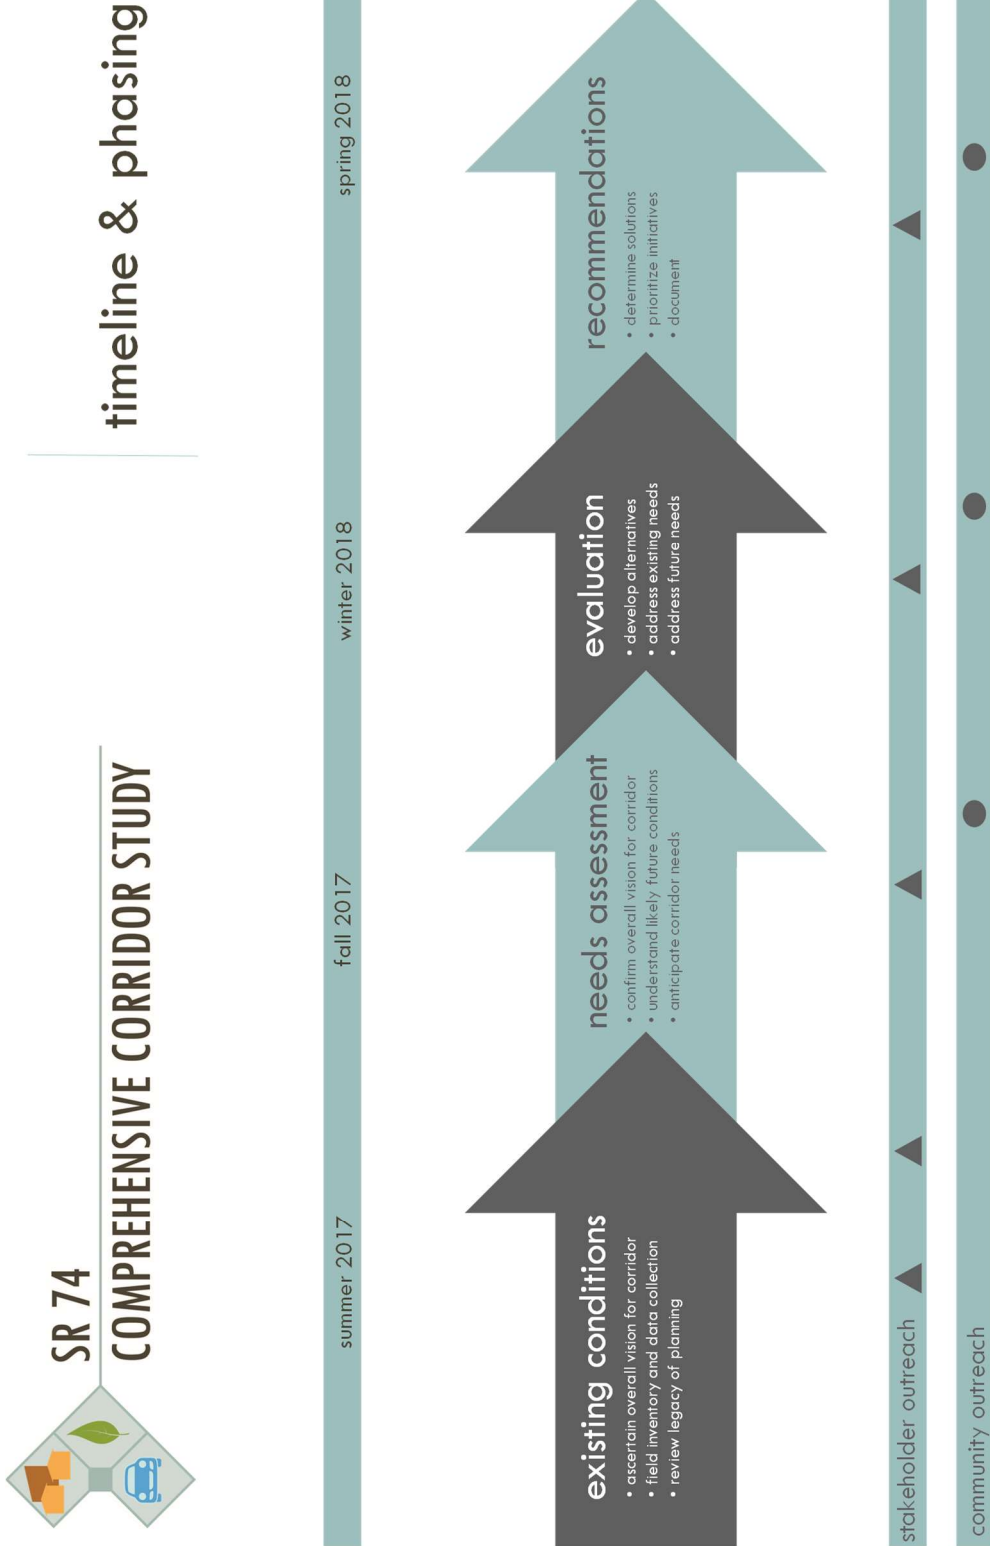 SR 74
COMPREHENSIVE CORRIDOR STUDY
timeline & phasing
summer 2017
fall 2017
winter 2018
spring 2018
existing conditions
• ascertain overall vision for corridor
• field inventory and data collection
• review legacy of planning
needs assessment
• confirm overall vision for corridor
• understand likely future conditions
• anticipate corridor needs
evaluation
• develop alternatives
• address existing needs
• address future needs
recommendations
• determine solutions
• prioritize initiatives
• document
stakeholder outreach
community outreach